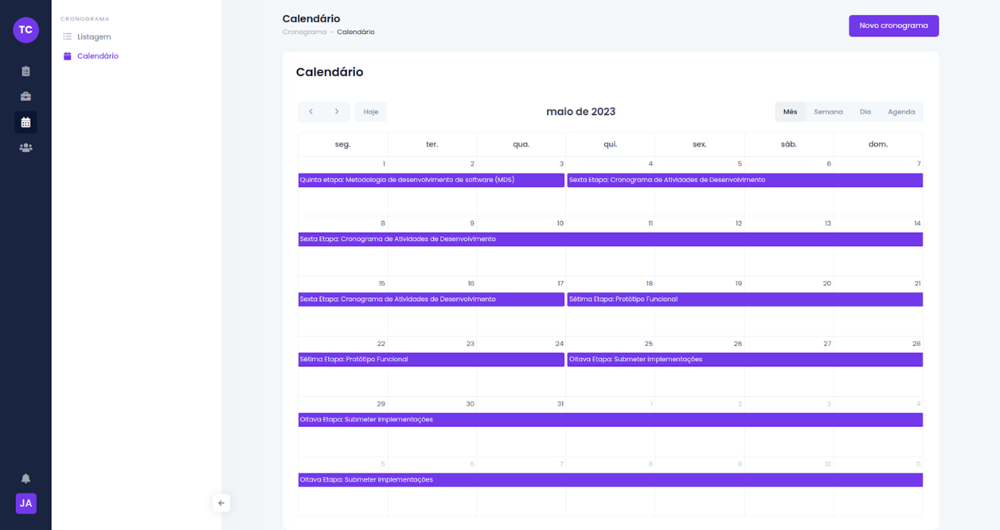 TC
CRONOGRAMA
Listagem
Calendário
JA
Calendário
Cronograma - Calendário
Novo cronograma
Calendário
Hoje
maio de 2023
Mês Semana Dia Agenda
seg. ter. qua. qui. sex. sáb. dom.
1 2 3 4 5 6 7
Quinta etapa: Metodologia de desenvolvimento de software (MDS) Sexta Etapa: Cronograma de Atividades de Desenvolvimento
8 9 10 11 12 13 14
Sexta Etapa: Cronograma de Atividades de Desenvolvimento
15 16 17 18 19 20 21
Sexta Etapa: Cronograma de Atividades de Desenvolvimento Sétima Etapa: Protótipo Funcional
22 23 24 25 26 27 28
Sétima Etapa: Protótipo Funcional Oitava Etapa: Submeter Implementações
29 30 31 1 2 3 4
Oitava Etapa: Submeter Implementações
5 6 7 8 9 10 11
Oitava Etapa: Submeter Implementações